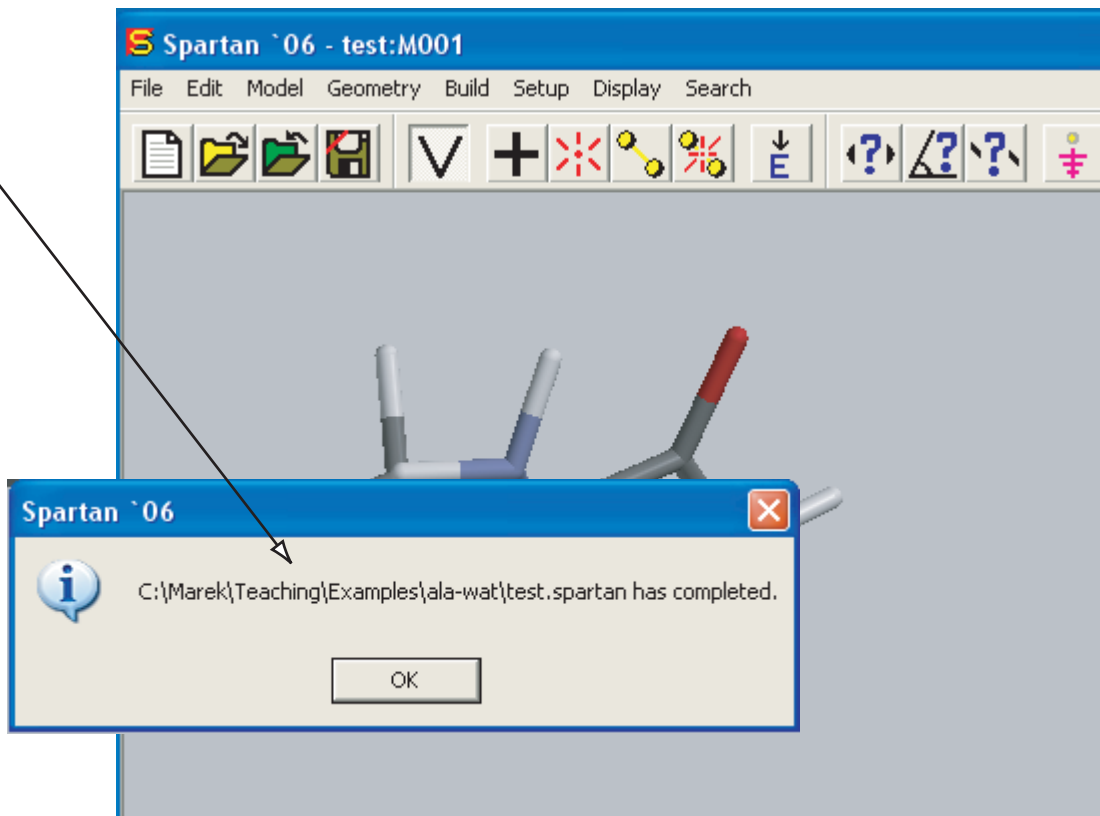 Spartan `06 - test:M001
File Edit Model Geometry Build Setup Display Search
V E ? ? ?
Spartan `06
C:\Marek\Teaching\Examples\ala-wat\test.spartan has completed.
OK